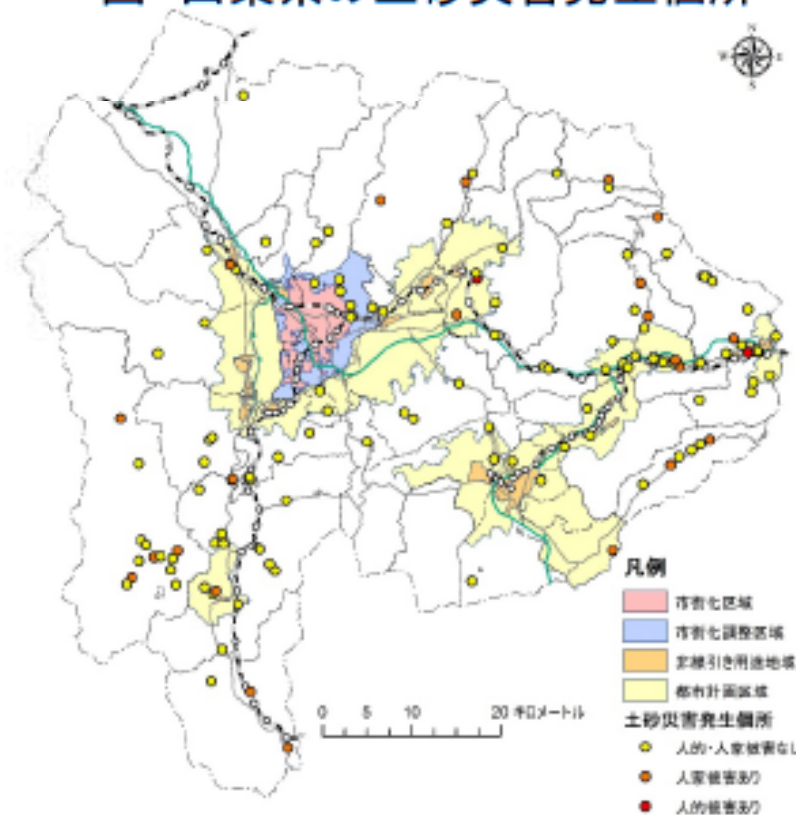 N
W
E
S
凡例
市街化区域
市街化調整区域
非線引き用途地域
都市計画区域
0 5 10 20 キロメートル
土砂災害発生個所
人的・人家被害なし
人家被害あり
人的被害あり